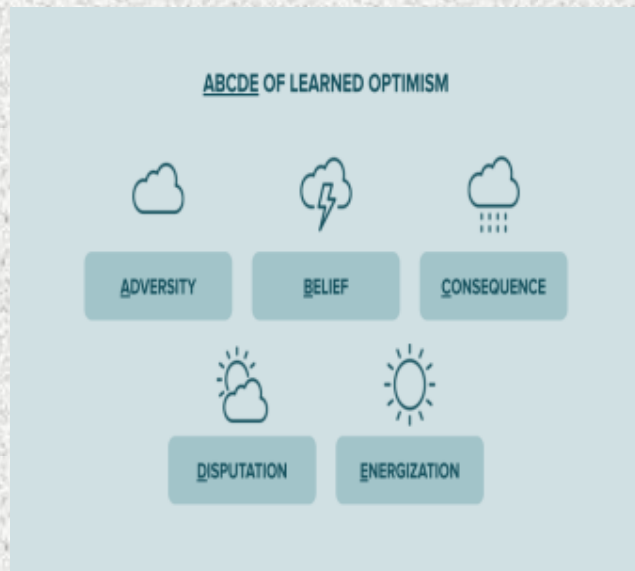 ABCDE OF LEARNED OPTIMISM
ADVERSITY
BELIEF
CONSEQUENCE
DISPUTATION
ENERGIZATION